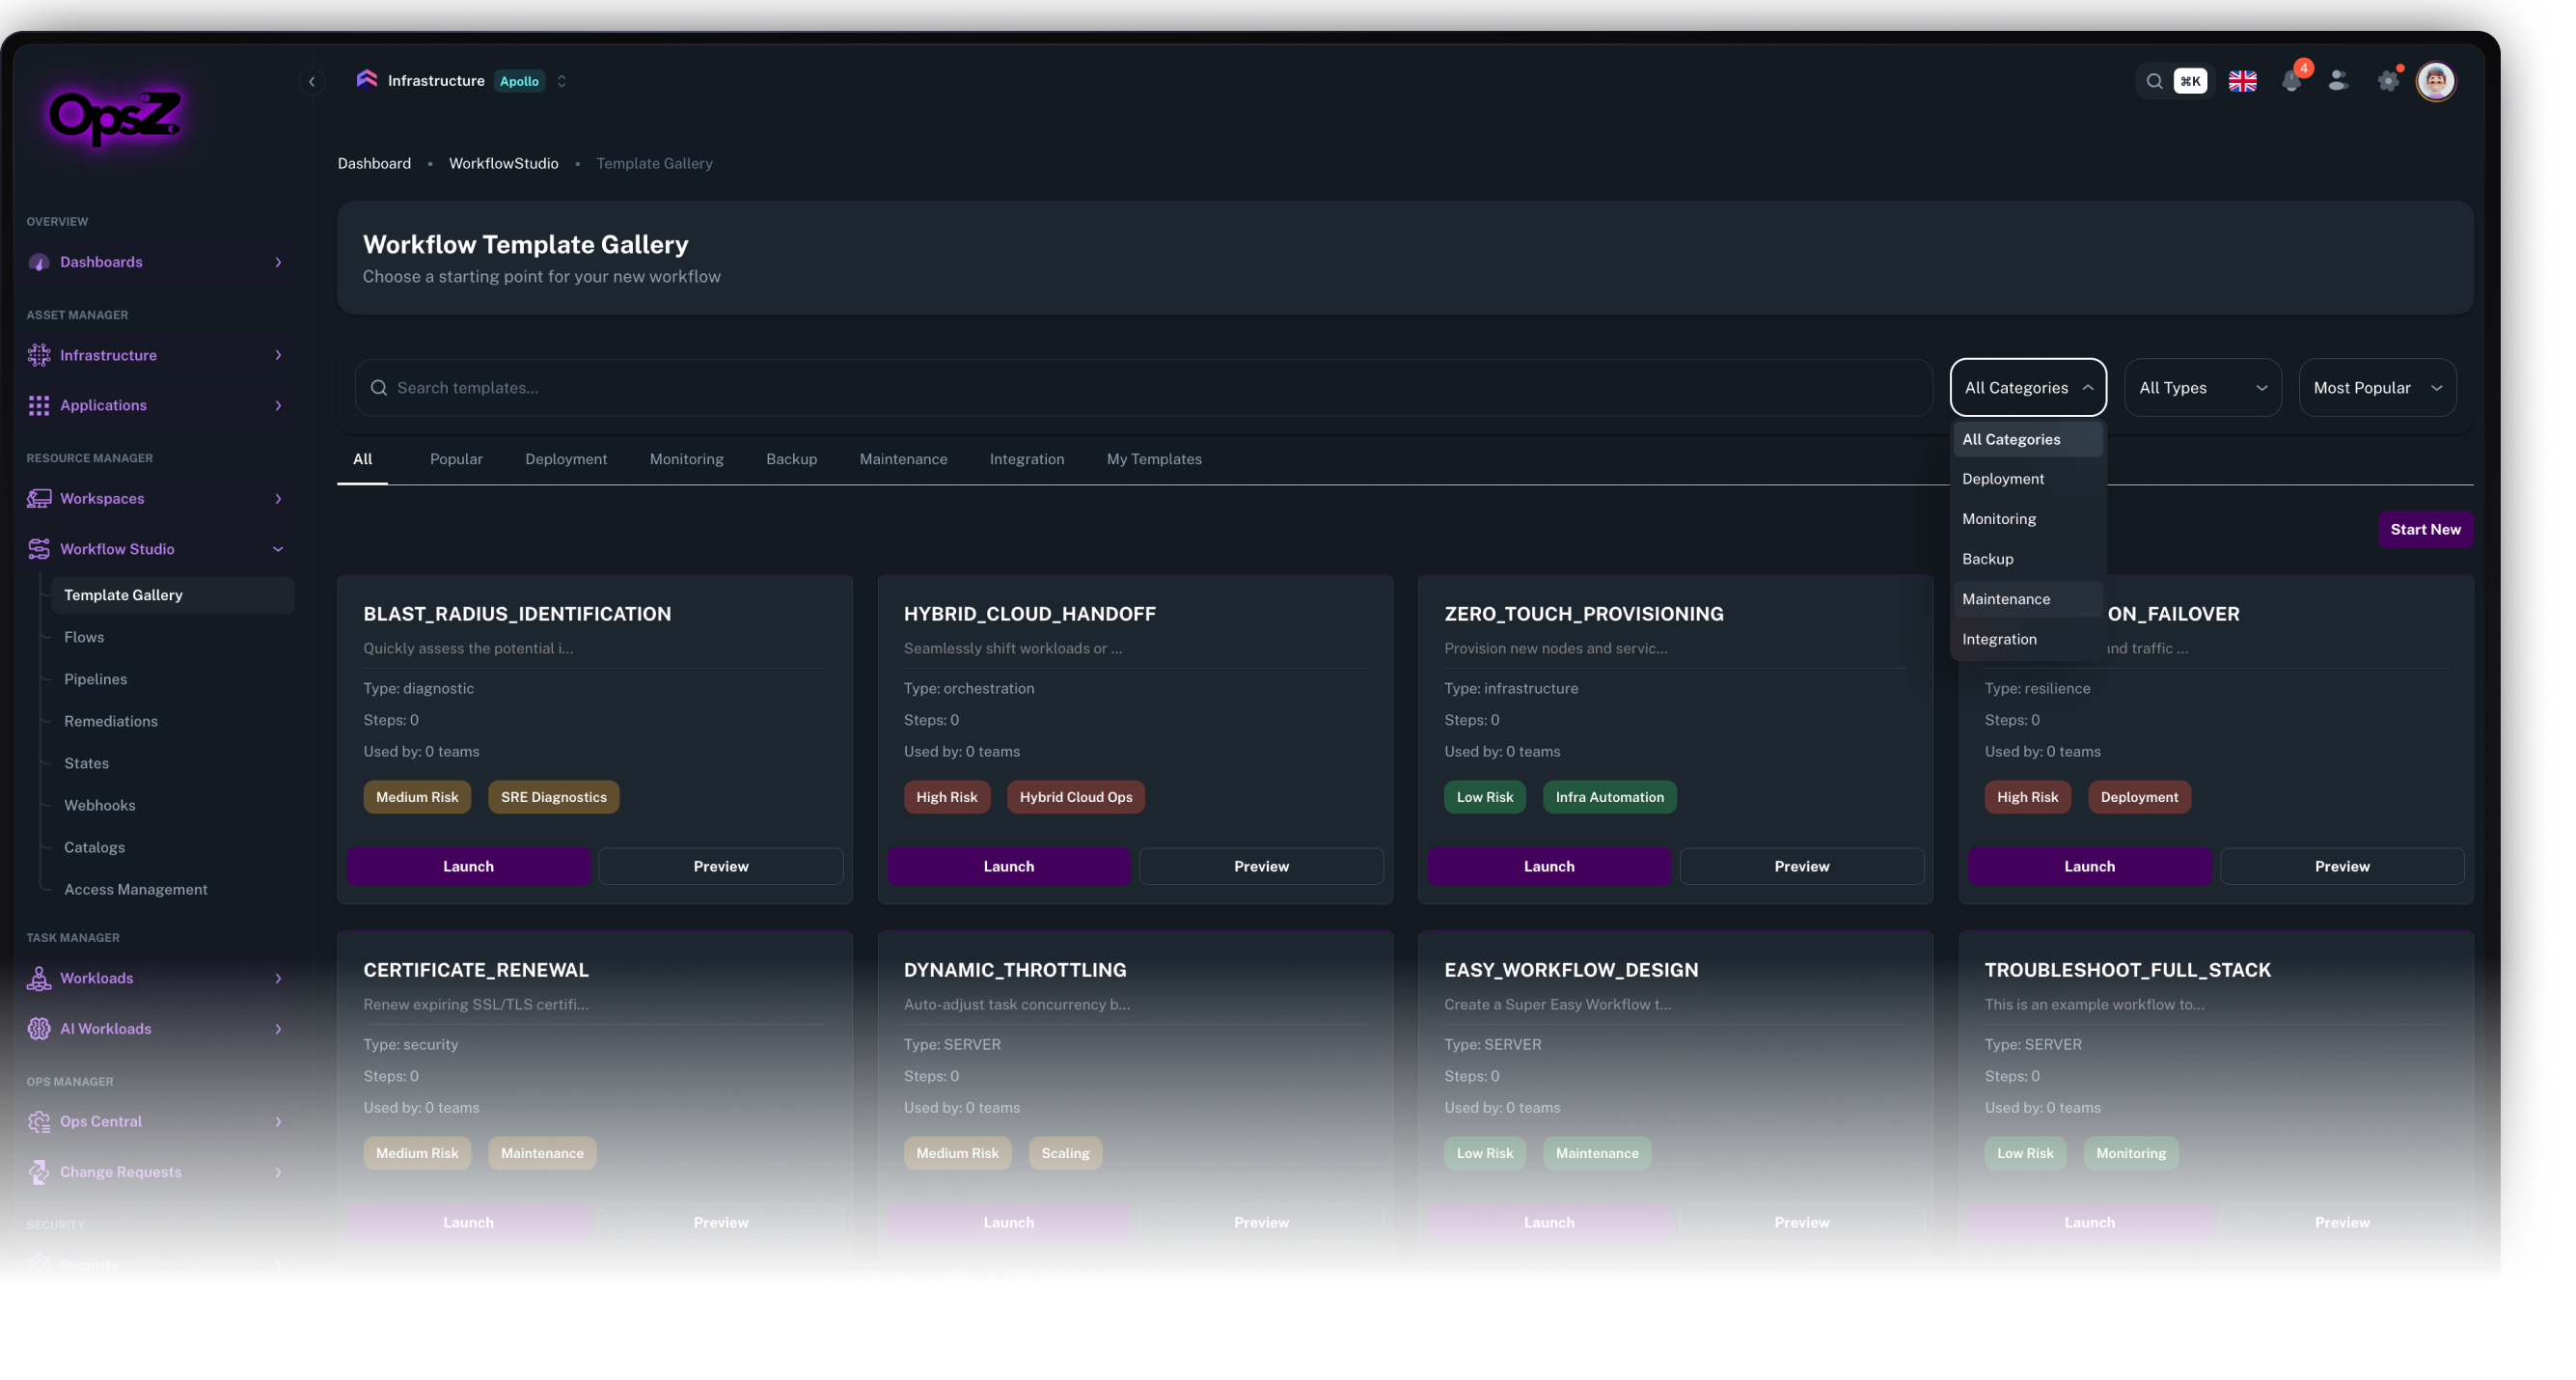 OpsZ
Infrastructure Apollo
⌘K
4
Dashboard • WorkflowStudio • Template Gallery
OVERVIEW
Dashboards
ASSET MANAGER
Infrastructure
Applications
RESOURCE MANAGER
Workspaces
Workflow Studio
Template Gallery
Flows
Pipelines
Remediations
States
Webhooks
Catalogs
Access Management
TASK MANAGER
Workloads
AI Workloads
OPS MANAGER
Ops Central
Change Requests
SECURITY
Security
Workflow Template Gallery
Choose a starting point for your new workflow
Search templates...
All Categories
All Types
Most Popular
All Categories
Deployment
Monitoring
Backup
Maintenance
Integration
All Popular Deployment Monitoring Backup Maintenance Integration My Templates
Start New
BLAST_RADIUS_IDENTIFICATION
Quickly assess the potential i...
Type: diagnostic
Steps: 0
Used by: 0 teams
Medium Risk SRE Diagnostics
Launch Preview
HYBRID_CLOUD_HANDOFF
Seamlessly shift workloads or ...
Type: orchestration
Steps: 0
Used by: 0 teams
High Risk Hybrid Cloud Ops
Launch Preview
ZERO_TOUCH_PROVISIONING
Provision new nodes and servic...
Type: infrastructure
Steps: 0
Used by: 0 teams
Low Risk Infra Automation
Launch Preview
ON_FAILOVER
nd traffic ...
Type: resilience
Steps: 0
Used by: 0 teams
High Risk Deployment
Launch Preview
CERTIFICATE_RENEWAL
Renew expiring SSL/TLS certifi...
Type: security
Steps: 0
Used by: 0 teams
Medium Risk Maintenance
Launch Preview
DYNAMIC_THROTTLING
Auto-adjust task concurrency b...
Type: SERVER
Steps: 0
Used by: 0 teams
Medium Risk Scaling
Launch Preview
EASY_WORKFLOW_DESIGN
Create a Super Easy Workflow t...
Type: SERVER
Steps: 0
Used by: 0 teams
Low Risk Maintenance
Launch Preview
TROUBLESHOOT_FULL_STACK
This is an example workflow to...
Type: SERVER
Steps: 0
Used by: 0 teams
Low Risk Monitoring
Launch Preview